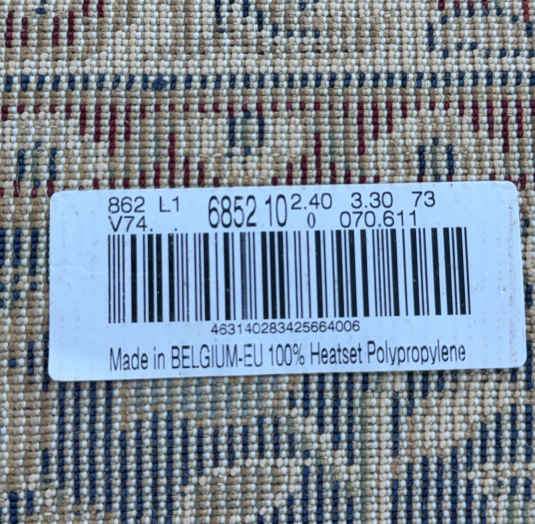 862 L1 6852 10 2.40 3.30 73
V74. . 0 070.611
463140283425664006
Made in BELGIUM-EU 100% Heatset Polypropylene